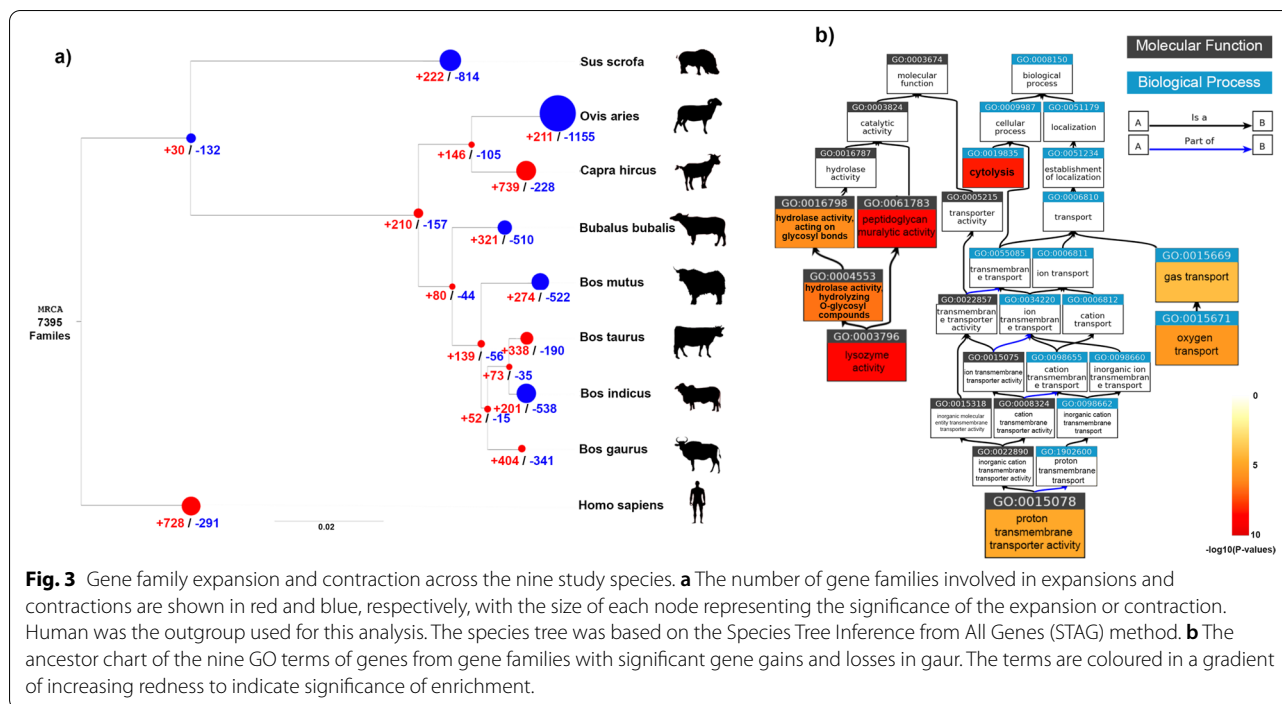 a)
Sus scrofa
+222 / -814
Ovis aries
+211 / -1155
+30 / -132
+146 / -105
Capra hircus
+739 / -228
+210 / -157
Bubalus bubalis
+321 / -510
Bos mutus
+80 / -44
+274 / -522
MRCA
7395
Familes
Bos taurus
+338 / -190
+139 / -56
+73 / -35
Bos indicus
+201 / -538
+52 / -15
Bos gaurus
+404 / -341
Homo sapiens
+728 / -291
0.02
b)
Molecular Function
Biological Process
A Is a B
A Part of B
GO:0003674
molecular
function
GO:0008150
biological
process
GO:0003824
catalytic
activity
GO:0009987
cellular
process
GO:0051179
localization
GO:0016787
hydrolase
activity
GO:0019835
cytolysis
GO:0051234
establishment
of localization
GO:0016798
hydrolase activity,
acting on
glycosyl bonds
GO:0061783
peptidoglycan
muralytic activity
GO:0005215
transporter
activity
GO:0006810
transport
GO:0004553
hydrolase activity,
hydrolyzing
O-glycosyl
compounds
GO:0055085
transmembran
e transport
GO:0006811
ion transport
GO:0015669
gas transport
GO:0003796
lysozyme
activity
GO:0022857
transmembran
e transporter
activity
GO:0034220
ion
transmembran
e transport
GO:0006812
cation
transport
GO:0015671
oxygen
transport
GO:0015075
ion transmembrane
transporter activity
GO:0098655
cation
transmembran
e transport
GO:0098660
inorganic ion
transmembran
e transport
GO:0015318
inorganic molecular
entity transmembrane
transporter activity
GO:0008324
cation
transmembrane
transporter activity
GO:0098662
inorganic cation
transmembrane
transport
GO:0022890
inorganic cation
transmembrane
transporter activity
GO:1902600
proton
transmembrane
transport
GO:0015078
proton
transmembrane
transporter activity
0
5
10
-log10(P-values)
Fig. 3 Gene family expansion and contraction across the nine study species. a The number of gene families involved in expansions and
contractions are shown in red and blue, respectively, with the size of each node representing the significance of the expansion or contraction.
Human was the outgroup used for this analysis. The species tree was based on the Species Tree Inference from All Genes (STAG) method. b The
ancestor chart of the nine GO terms of genes from gene families with significant gene gains and losses in gaur. The terms are coloured in a gradient
of increasing redness to indicate significance of enrichment.